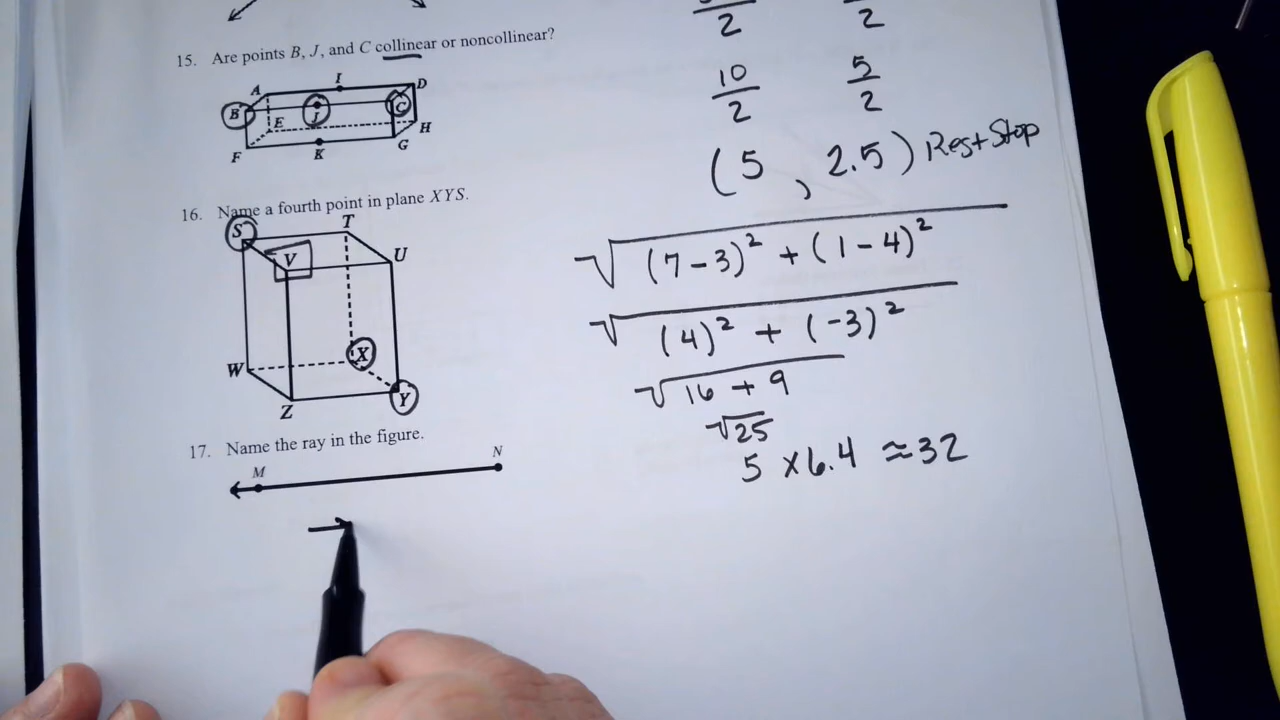 15. Are points B, J, and C collinear or noncollinear?
A I D
B J C
E H
F K G
16. Name a fourth point in plane XYS.
S T
V U
X
W Y
Z
17. Name the ray in the figure.
M N
2 2
10/2 5/2
(5 , 2.5) Rest Stop
√(7-3)² + (1-4)²
√(4)² + (-3)²
√16 + 9
√25
5 x 6.4 ≈ 32